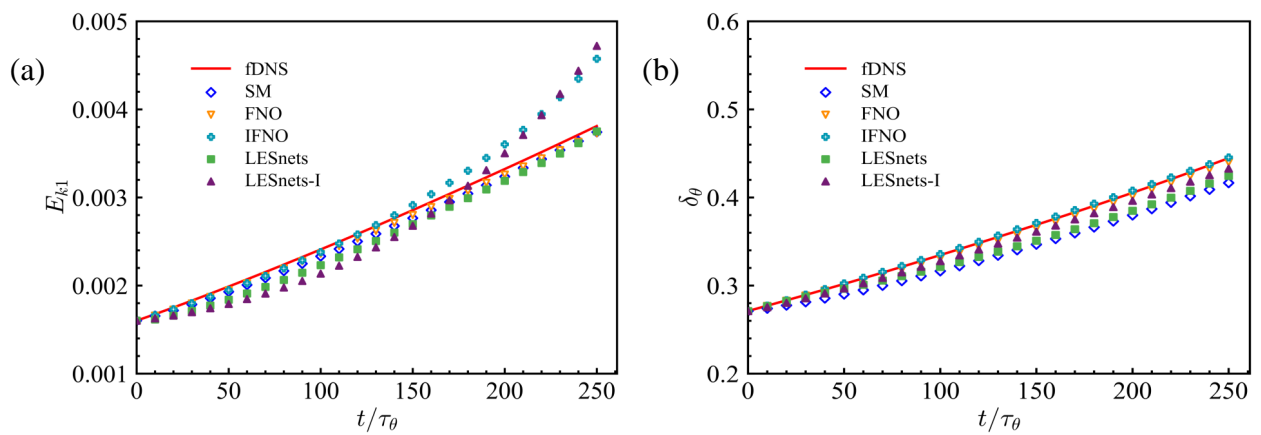 (a)
E_{k1}
0.005
0.004
0.003
0.002
0.001
fDNS
SM
FNO
IFNO
LESnets
LESnets-I
0 50 100 150 200 250
t/τ_θ
(b)
δ_θ
0.6
0.5
0.4
0.3
0.2
fDNS
SM
FNO
IFNO
LESnets
LESnets-I
0 50 100 150 200 250
t/τ_θ